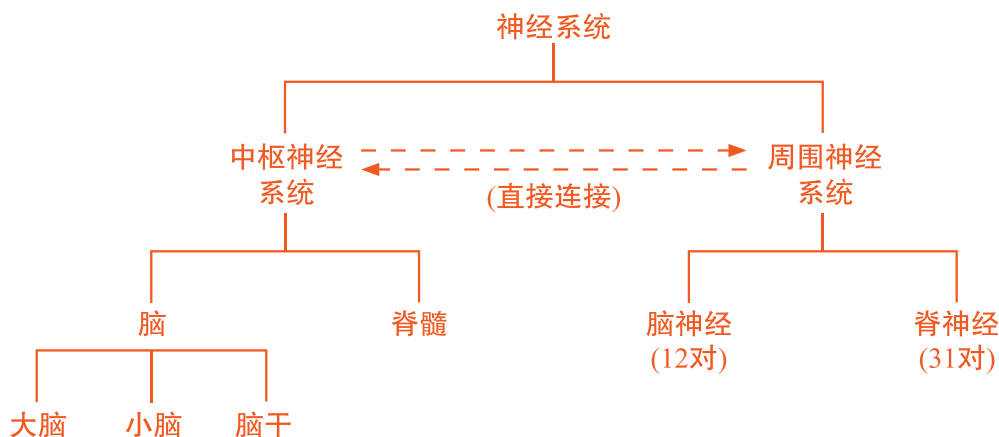 神经系统
中枢神经
系统
(直接连接)
周围神经
系统
脑
脊髓
脑神经
(12对)
脊神经
(31对)
大脑
小脑
脑干